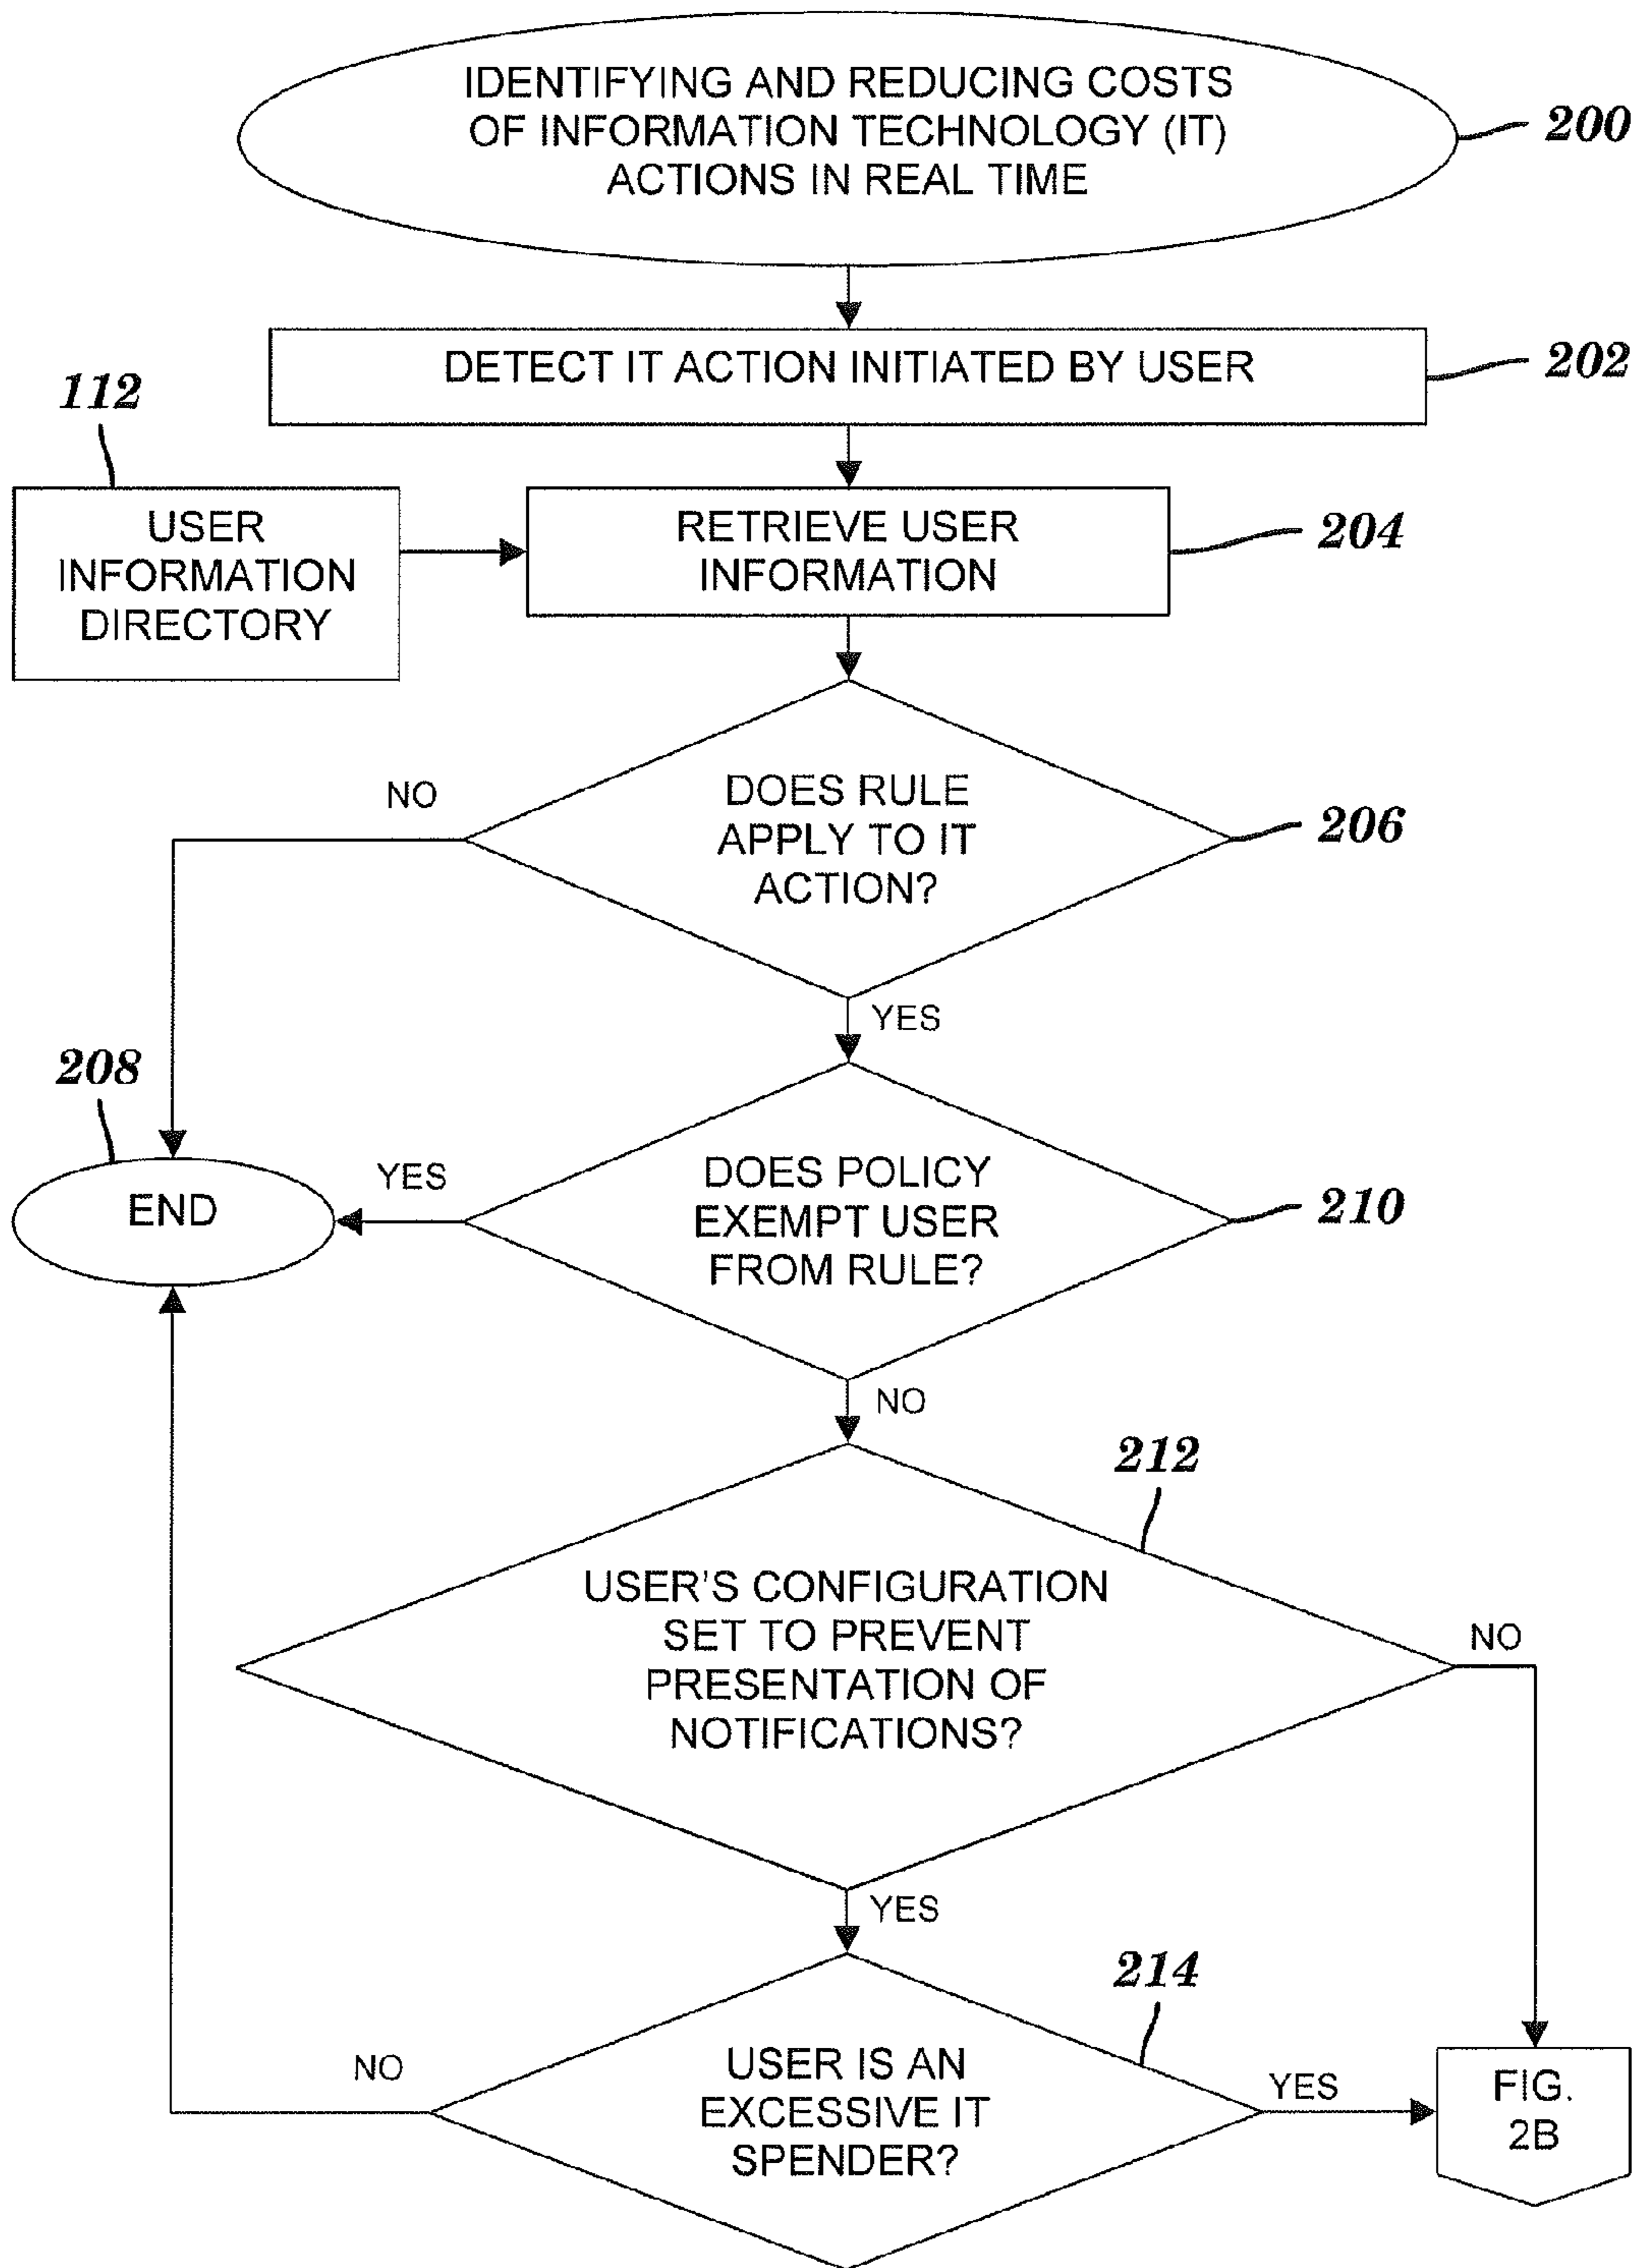 IDENTIFYING AND REDUCING COSTS
OF INFORMATION TECHNOLOGY (IT)
ACTIONS IN REAL TIME
200
DETECT IT ACTION INITIATED BY USER
202
112
USER
INFORMATION
DIRECTORY
RETRIEVE USER
INFORMATION
204
NO
DOES RULE
APPLY TO IT
ACTION?
206
YES
208
END
YES
DOES POLICY
EXEMPT USER
FROM RULE?
210
NO
212
USER'S CONFIGURATION
SET TO PREVENT
PRESENTATION OF
NOTIFICATIONS?
NO
YES
214
NO
USER IS AN
EXCESSIVE IT
SPENDER?
YES
FIG.
2B